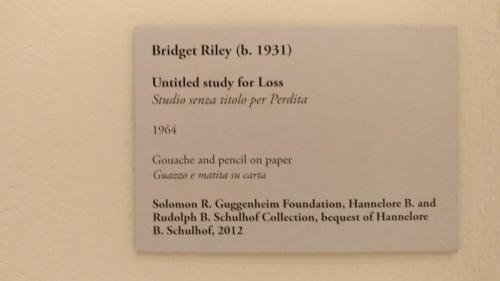 Bridget Riley (b. 1931)
Untitled study for Loss
Studio senza titolo per Perdita
1964
Gouache and pencil on paper
Guazzo e matita su carta
Solomon R. Guggenheim Foundation, Hannelore B. and
Rudolph B. Schulhof Collection, bequest of Hannelore
B. Schulhof, 2012